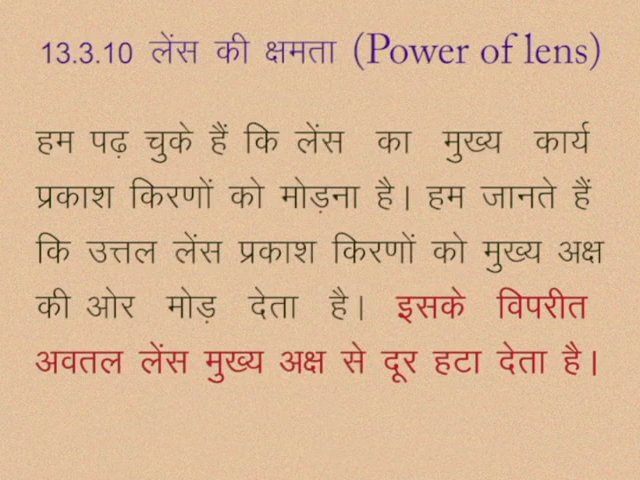 13.3.10 लेंस की क्षमता (Power of lens)
हम पढ़ चुके हैं कि लेंस का मुख्य कार्य
प्रकाश किरणों को मोड़ना है। हम जानते हैं
कि उत्तल लेंस प्रकाश किरणों को मुख्य अक्ष
की ओर मोड़ देता है। इसके विपरीत
अवतल लेंस मुख्य अक्ष से दूर हटा देता है।